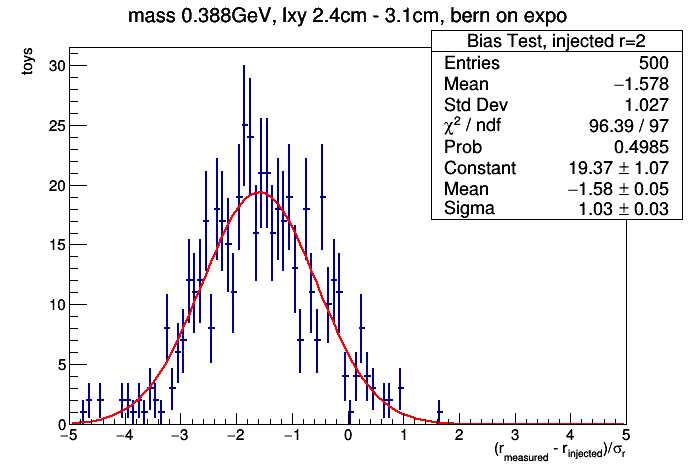 mass 0.388GeV, lxy 2.4cm - 3.1cm, bern on expo
Bias Test, injected r=2
Entries 500
Mean −1.578
Std Dev 1.027
χ² / ndf 96.39 / 97
Prob 0.4985
Constant 19.37 ± 1.07
Mean −1.58 ± 0.05
Sigma 1.03 ± 0.03
toys
30
25
20
15
10
5
0
−5 −4 −3 −2 −1 0 1 2 3 4 5
(r_measured - r_injected)/σ_r